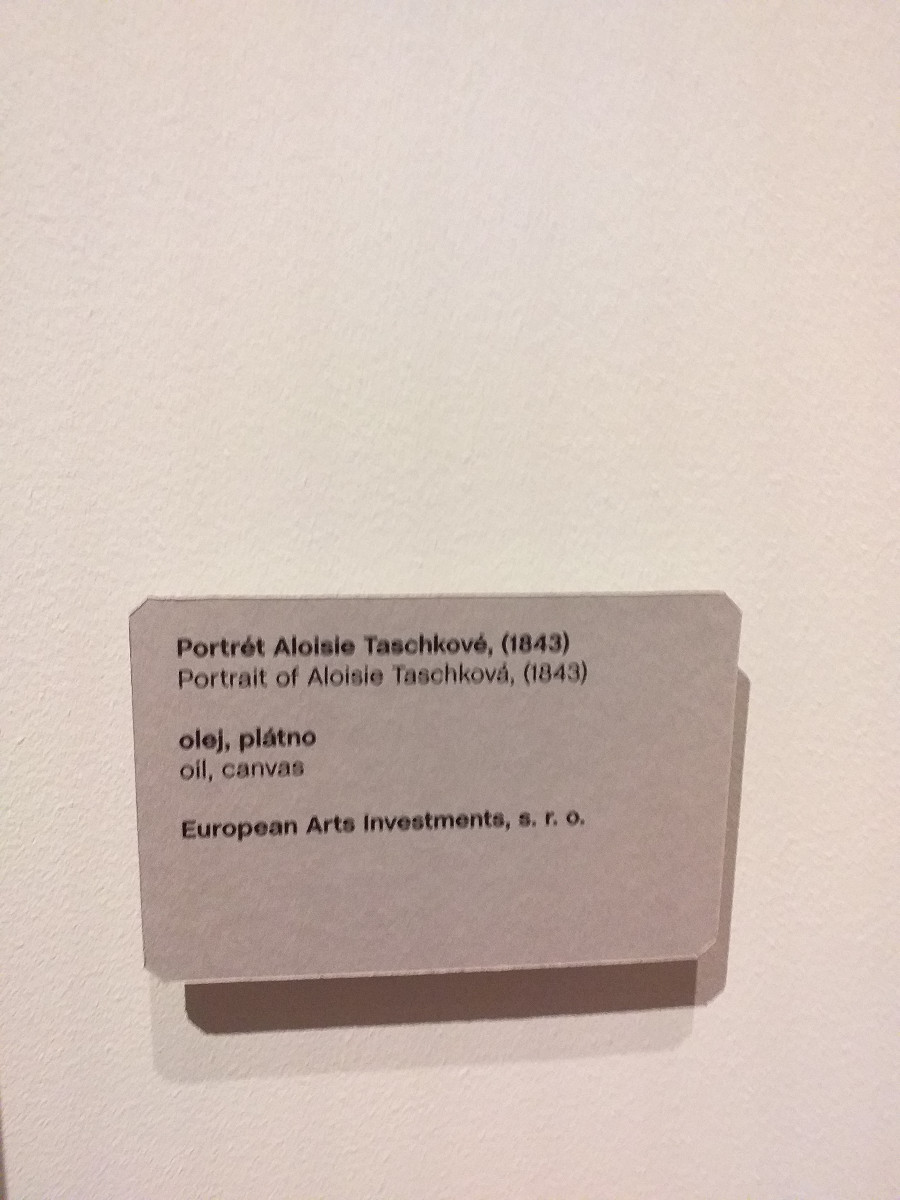 Portrét Aloisie Taschkové, (1843)
Portrait of Aloisie Taschková, (1843)
olej, plátno
oil, canvas
European Arts Investments, s. r. o.